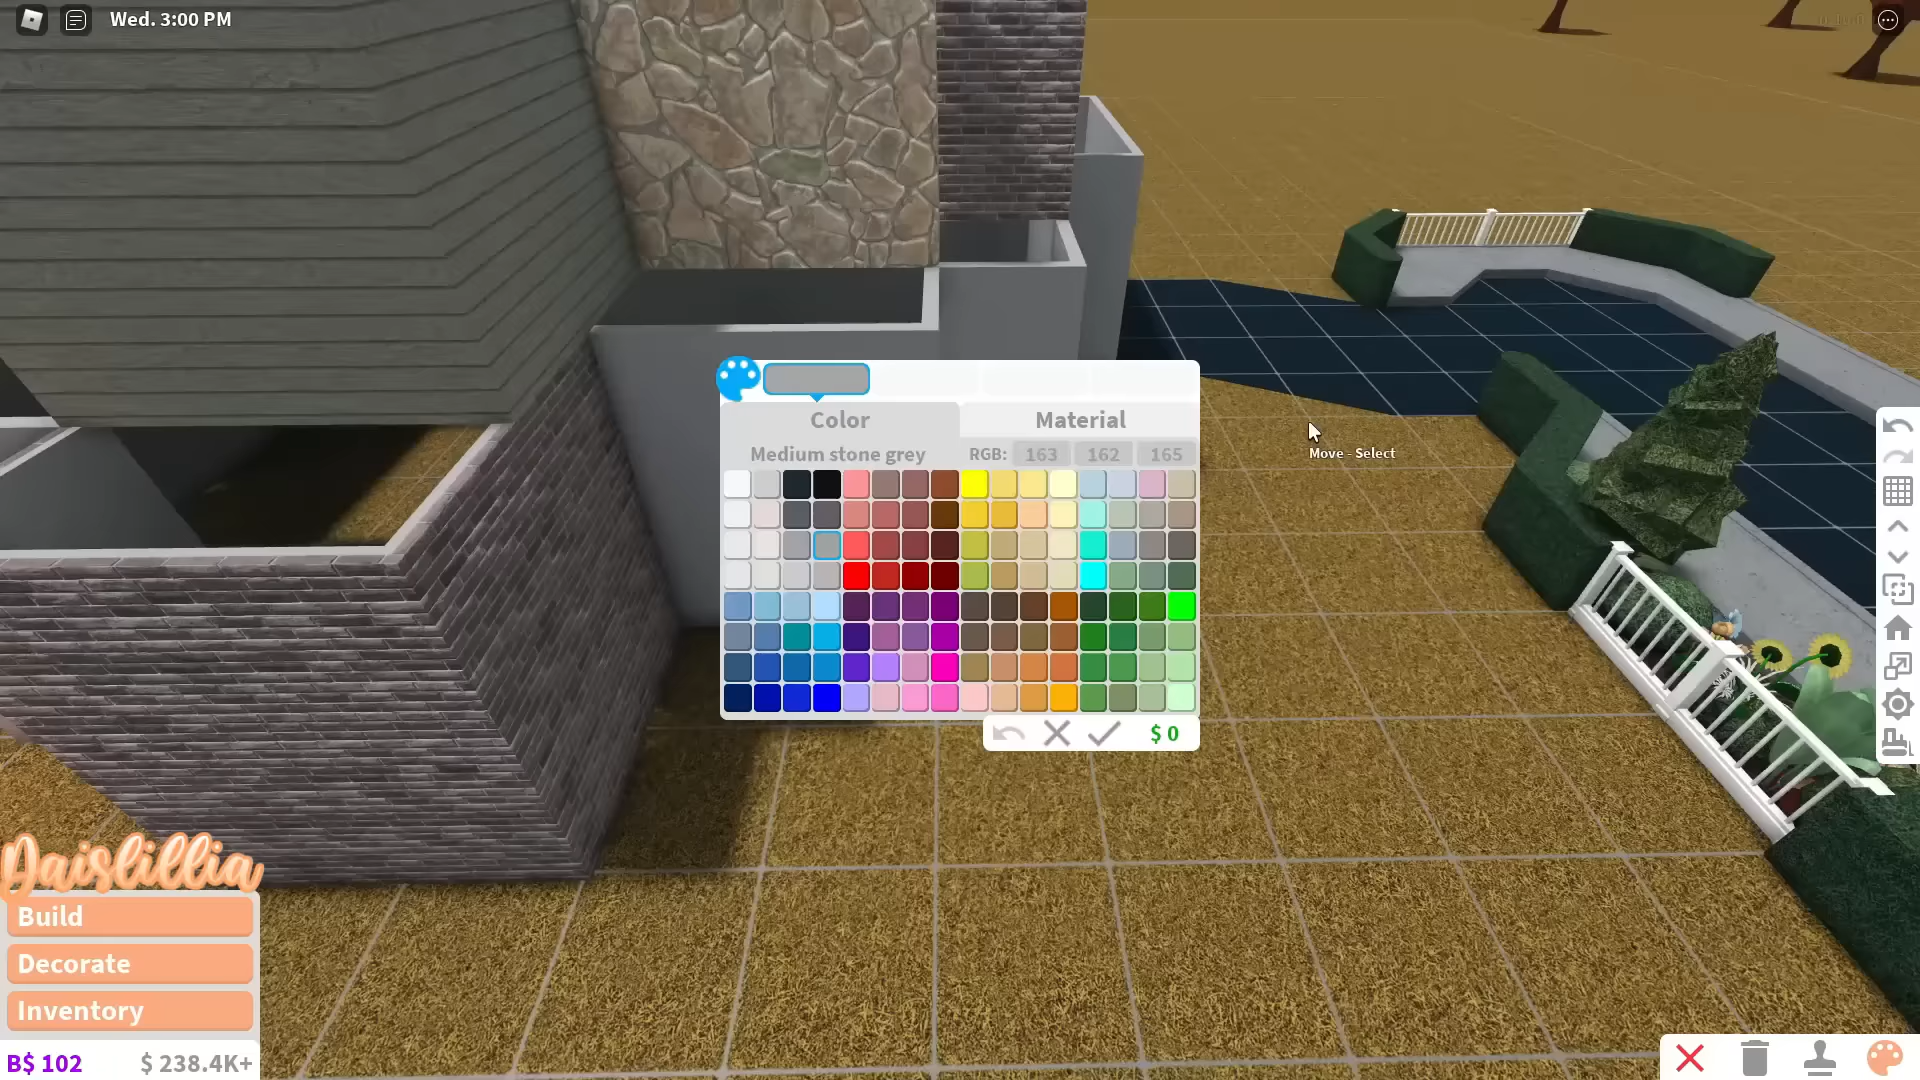 Wed. 3:00 PM
Color
Material
Medium stone grey
RGB: 163 162 165
Move - Select
$ 0
Daislillia
Build
Decorate
Inventory
B$ 102
$ 238.4K+